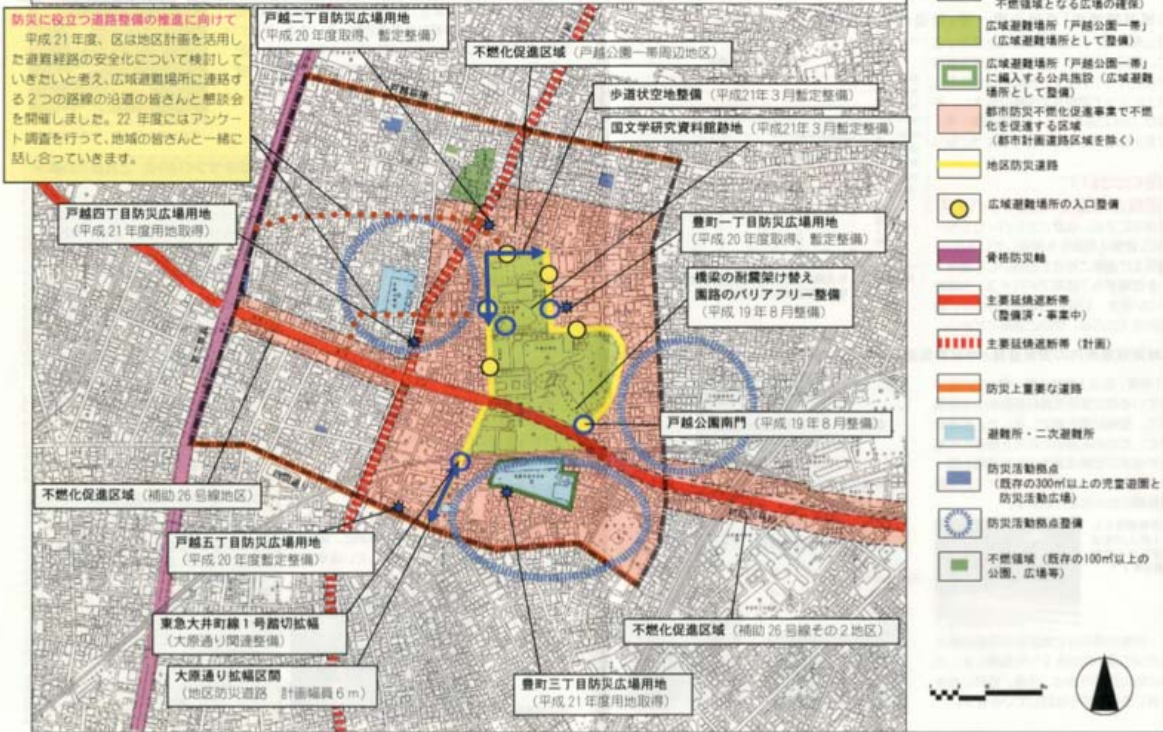 防災に役立つ道路整備の推進に向けて
平成21年度、区は地区計画を活用し
た避難経路の安全化について検討して
いきたいと考え、広域避難場所に連絡す
る2つの路線の沿道の皆さんと懇談会
を開催しました。22年度にはアンケー
ト調査を行って、地域の皆さんと一緒に
話し合っていきます。
戸越二丁目防災広場用地
(平成20年度取得、暫定整備)
不燃化促進区域(戸越公園一帯周辺地区)
歩道状空地整備(平成21年3月暫定整備)
国文学研究資料館跡地(平成21年3月暫定整備)
戸越四丁目防災広場用地
(平成21年度用地取得)
豊町一丁目防災広場用地
(平成20年度取得、暫定整備)
橋梁の耐震架け替え
園路のバリアフリー整備
(平成19年8月整備)
戸越公園南門(平成19年8月整備)
不燃化促進区域(補助26号線地区)
戸越五丁目防災広場用地
(平成20年度暫定整備)
東急大井町線1号踏切拡幅
(大原通り関連整備)
大原通り拡幅区間
(地区防災道路 計画幅員6m)
豊町三丁目防災広場用地
(平成21年度用地取得)
不燃化促進区域(補助26号線その2地区)
不燃領域となる広場の確保)
広域避難場所「戸越公園一帯」
(広域避難場所として整備)
広域避難場所「戸越公園一帯」
に編入する公共施設(広域避難
場所として整備)
都市防災不燃化促進事業で不燃
化を促進する区域
(都市計画道路区域を除く)
地区防災道路
広域避難場所の入口整備
骨格防災軸
主要延焼遮断帯
(整備済・事業中)
主要延焼遮断帯(計画)
防災上重要な道路
避難所・二次避難所
防災活動拠点
(既存の300㎡以上の児童遊園と
防災活動広場)
防災活動拠点整備
不燃領域(既存の100㎡以上の
公園、広場等)